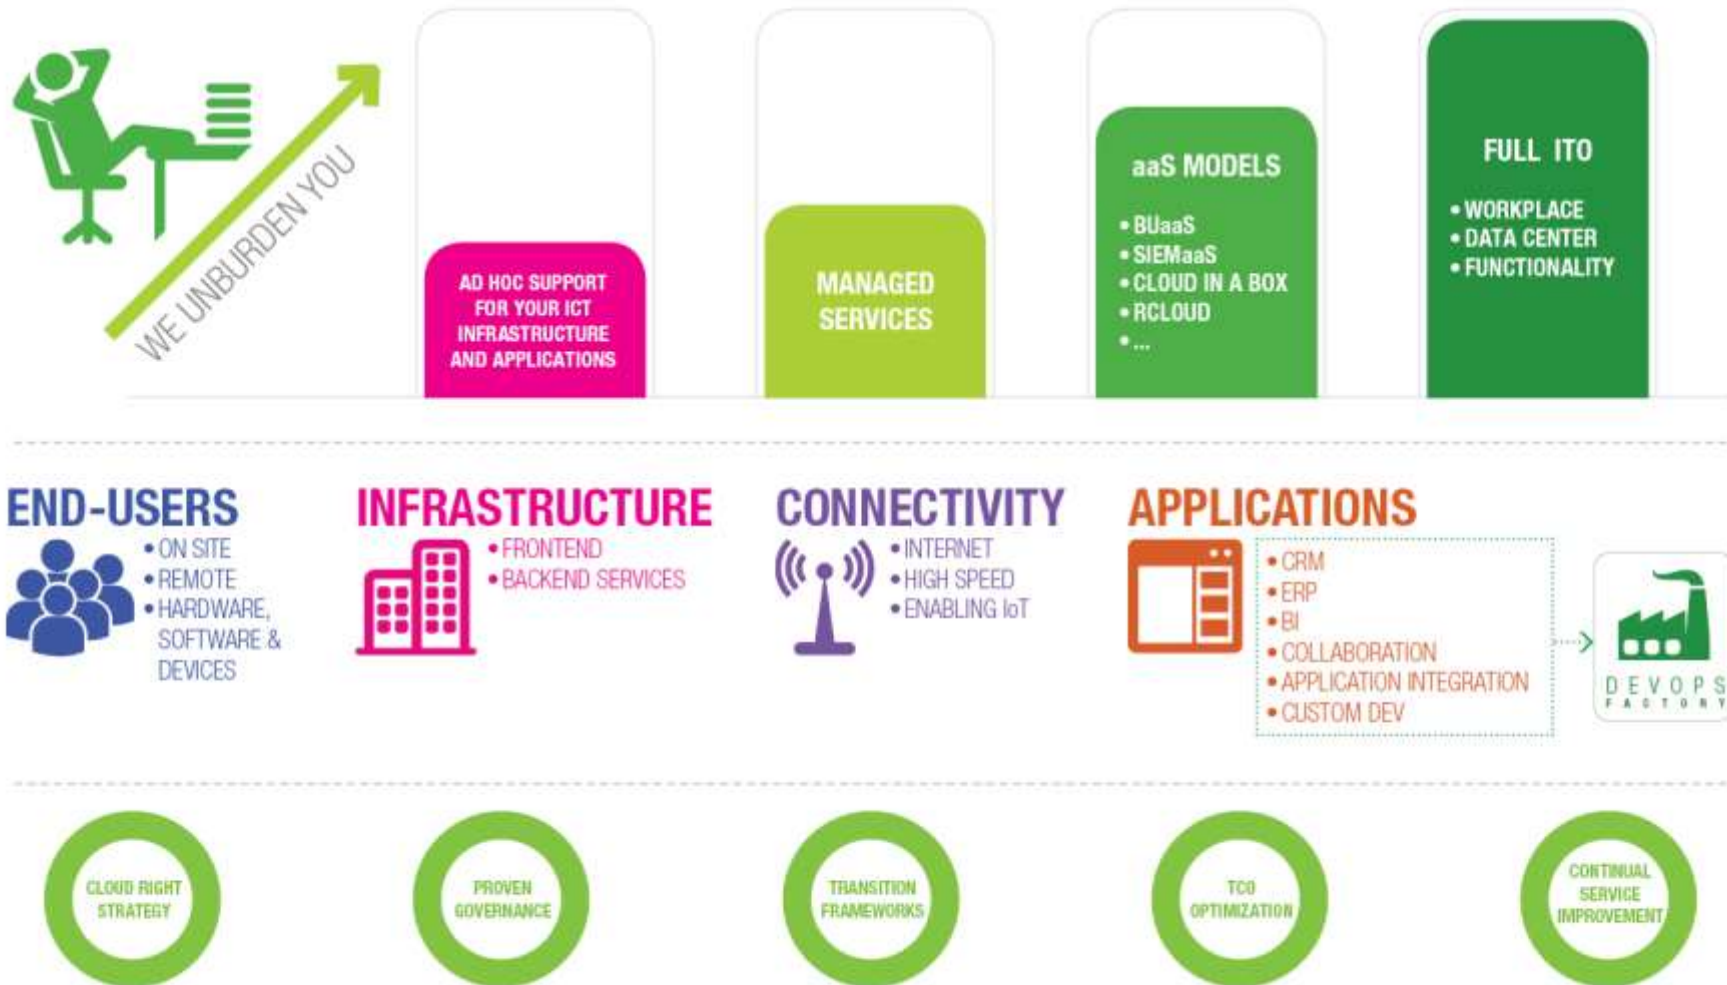 WE UNBURDEN YOU
AD HOC SUPPORT
FOR YOUR ICT
INFRASTRUCTURE
AND APPLICATIONS
MANAGED
SERVICES
aaS MODELS
• BUaaS
• SIEMaaS
• CLOUD IN A BOX
• RCLOUD
• ...
FULL ITO
• WORKPLACE
• DATA CENTER
• FUNCTIONALITY
END-USERS
• ON SITE
• REMOTE
• HARDWARE,
SOFTWARE &
DEVICES
INFRASTRUCTURE
• FRONTEND
• BACKEND SERVICES
CONNECTIVITY
• INTERNET
• HIGH SPEED
• ENABLING IoT
APPLICATIONS
• CRM
• ERP
• BI
• COLLABORATION
• APPLICATION INTEGRATION
• CUSTOM DEV
DEVOPS
FACTORY
CLOUD RIGHT
STRATEGY
PROVEN
GOVERNANCE
TRANSITION
FRAMEWORKS
TCO
OPTIMIZATION
CONTINUAL
SERVICE
IMPROVEMENT